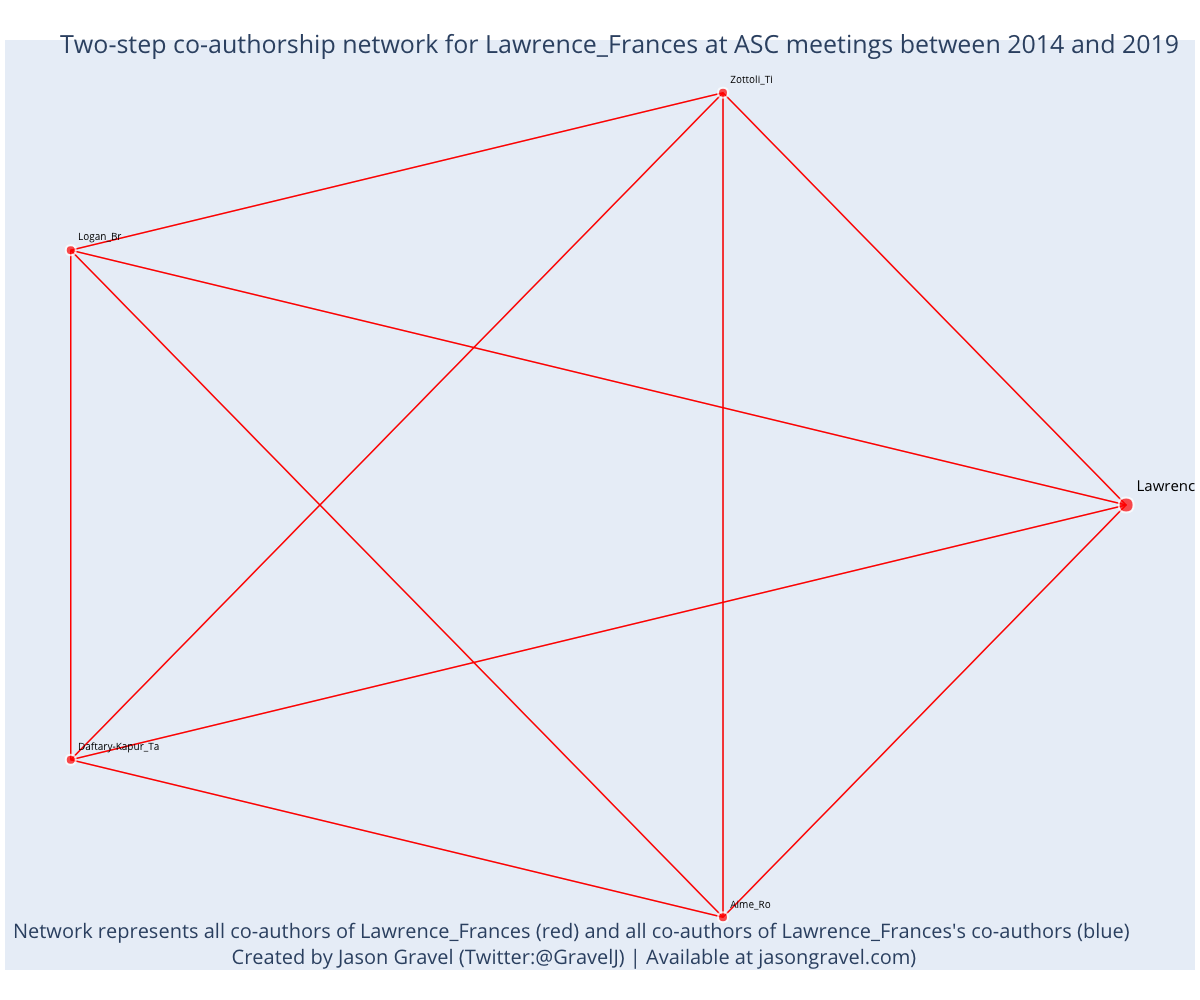 Two-step co-authorship network for Lawrence_Frances at ASC meetings between 2014 and 2019
Zottoli_Ti
Logan_Br
Lawrenc
Daftary-Kapur_Ta
Aime_Ro
Network represents all co-authors of Lawrence_Frances (red) and all co-authors of Lawrence_Frances's co-authors (blue)
Created by Jason Gravel (Twitter:@GravelJ) | Available at jasongravel.com)